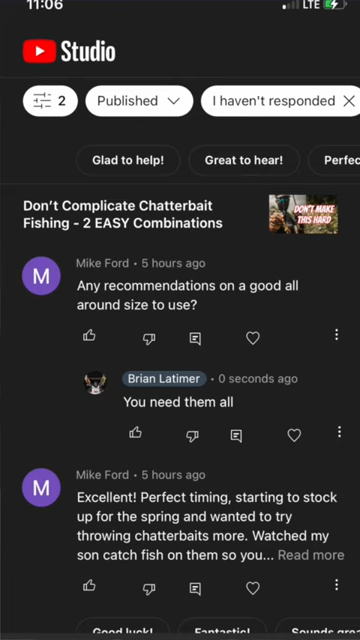 11:06
LTE
Studio
2
Published
I haven't responded
Glad to help!
Great to hear!
Perfec
Don't Complicate Chatterbait
Fishing - 2 EASY Combinations
DON'T MAKE
THIS HARD
Mike Ford • 5 hours ago
M
Any recommendations on a good all
around size to use?
Brian Latimer • 0 seconds ago
You need them all
Mike Ford • 5 hours ago
M
Excellent! Perfect timing, starting to stock
up for the spring and wanted to try
throwing chatterbaits more. Watched my
son catch fish on them so you... Read more
Good luck!
Fantastic!
Sounds gre